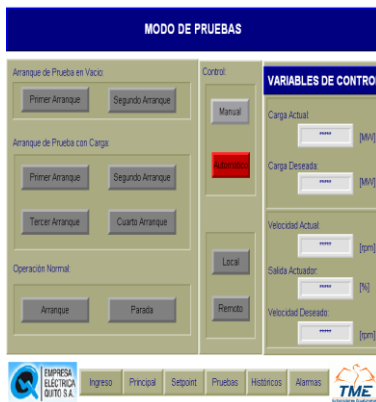 MODO DE PRUEBAS
Arranque de Prueba en Vacio:
Primer Arranque
Segundo Arranque
Arranque de Prueba con Carga:
Primer Arranque
Segundo Arranque
Tercer Arranque
Cuarto Arranque
Operación Normal:
Arranque
Parada
Control:
Manual
Automático
Local
Remoto
VARIABLES DE CONTROL
Carga Actual:
***** [MW]
Carga Deseada:
***** [MW]
Velocidad Actual:
***** [rpm]
Salida Actuador:
***** [%]
Velocidad Deseado:
***** [rpm]
EMPRESA
ELÉCTRICA
QUITO S.A.
Ingreso
Principal
Setpoint
Pruebas
Históricos
Alarmas
TME